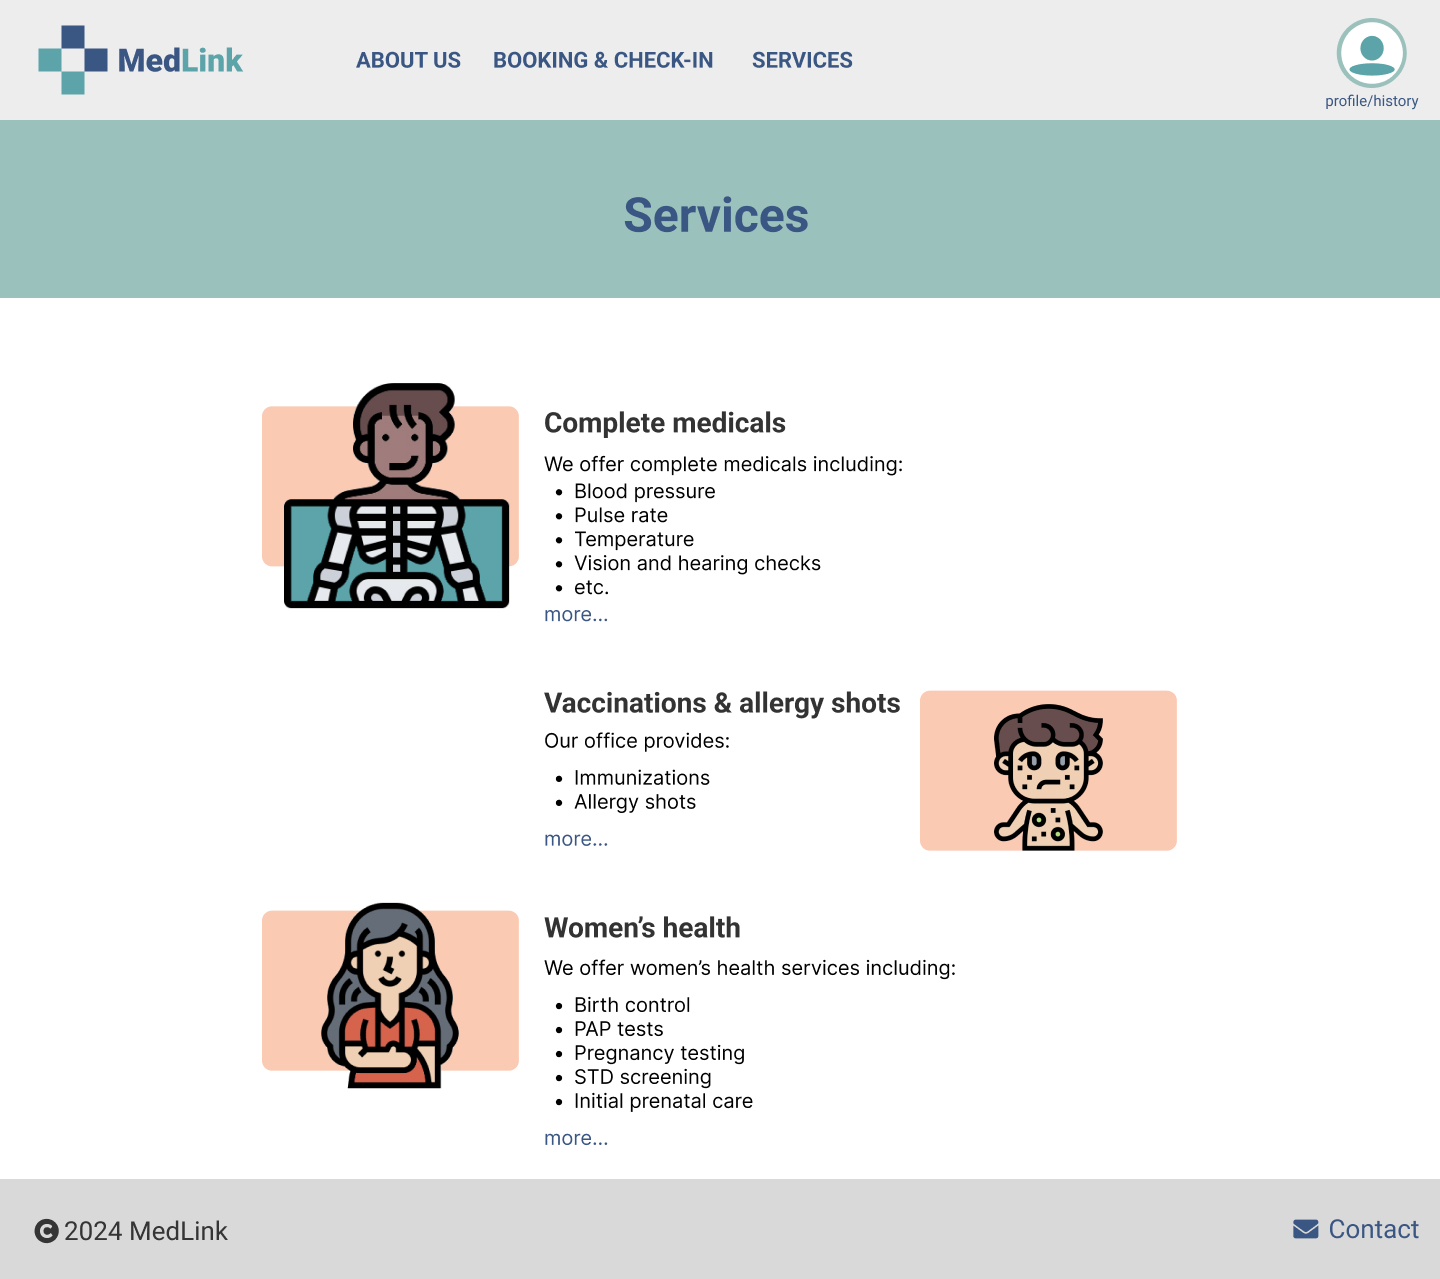 MedLink
ABOUT US
BOOKING & CHECK-IN
SERVICES
profile/history
Services
Complete medicals
We offer complete medicals including:
• Blood pressure
• Pulse rate
• Temperature
• Vision and hearing checks
• etc.
more...
Vaccinations & allergy shots
Our office provides:
• Immunizations
• Allergy shots
more...
Women’s health
We offer women’s health services including:
• Birth control
• PAP tests
• Pregnancy testing
• STD screening
• Initial prenatal care
more...
© 2024 MedLink
Contact